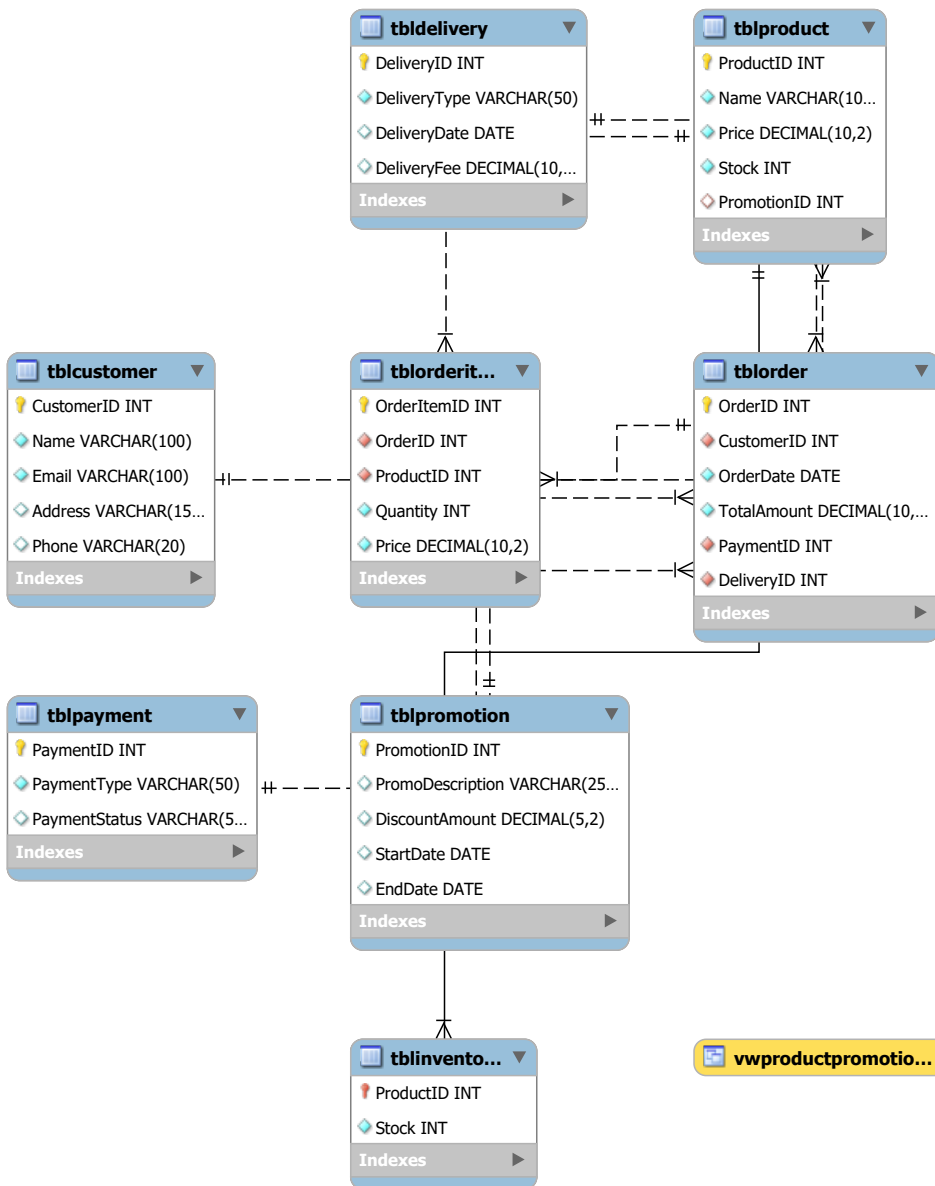 tbldelivery
DeliveryID INT
DeliveryType VARCHAR(50)
DeliveryDate DATE
DeliveryFee DECIMAL(10,...
Indexes
tblproduct
ProductID INT
Name VARCHAR(10...
Price DECIMAL(10,2)
Stock INT
PromotionID INT
Indexes
tblcustomer
CustomerID INT
Name VARCHAR(100)
Email VARCHAR(100)
Address VARCHAR(15...
Phone VARCHAR(20)
Indexes
tblorderit...
OrderItemID INT
OrderID INT
ProductID INT
Quantity INT
Price DECIMAL(10,2)
Indexes
tblorder
OrderID INT
CustomerID INT
OrderDate DATE
TotalAmount DECIMAL(10,...
PaymentID INT
DeliveryID INT
Indexes
tblpayment
PaymentID INT
PaymentType VARCHAR(50)
PaymentStatus VARCHAR(5...
Indexes
tblpromotion
PromotionID INT
PromoDescription VARCHAR(25...
DiscountAmount DECIMAL(5,2)
StartDate DATE
EndDate DATE
Indexes
tblinvento...
ProductID INT
Stock INT
Indexes
vwproductpromotio...